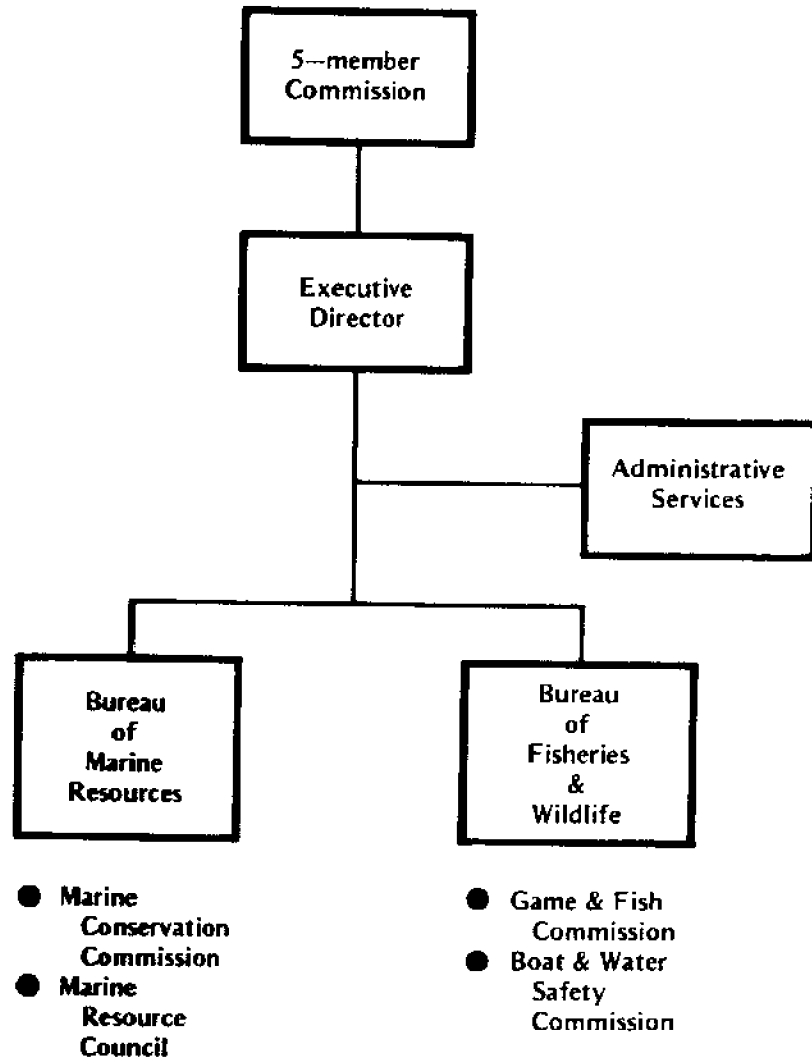 5—member
Commission
Executive
Director
Administrative
Services
Bureau
of
Marine
Resources
Bureau
of
Fisheries
&
Wildlife
● Marine
Conservation
Commission
● Marine
Resource
Council
● Game & Fish
Commission
● Boat & Water
Safety
Commission